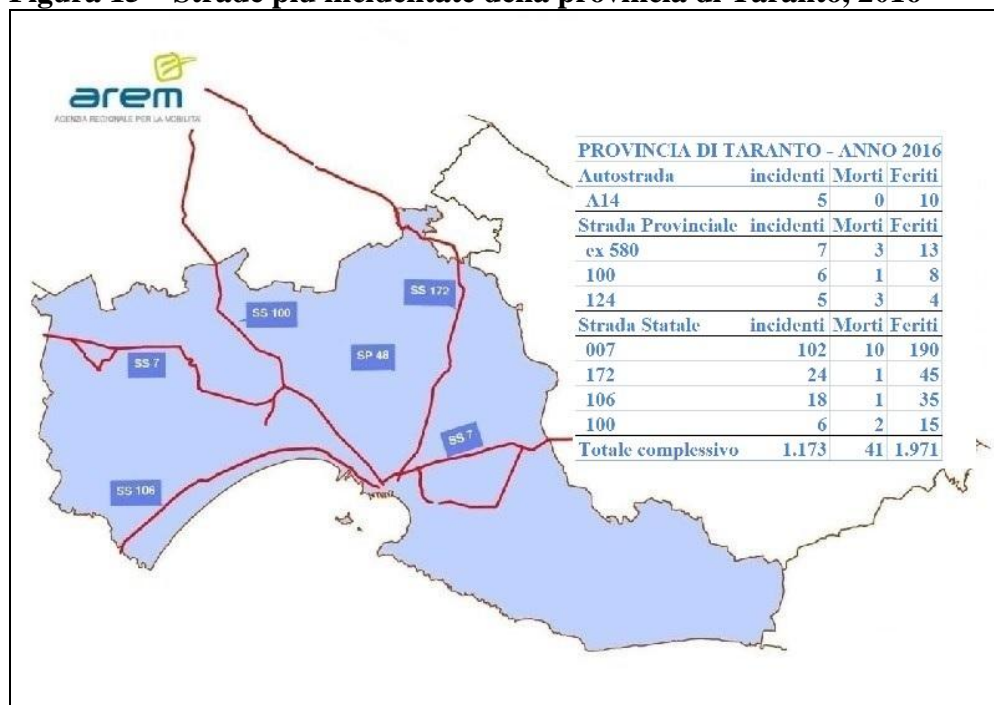 Figura 13 – Strade più incidentate della provincia di Taranto, 2016
arem
AGENZIA REGIONALE PER LA MOBILITÀ
PROVINCIA DI TARANTO - ANNO 2016
Autostrada incidenti Morti Feriti
A14 5 0 10
Strada Provinciale incidenti Morti Feriti
ex 580 7 3 13
100 6 1 8
124 5 3 4
Strada Statale incidenti Morti Feriti
007 102 10 190
172 24 1 45
106 18 1 35
100 6 2 15
Totale complessivo 1.173 41 1.971
SS 172
SS 100
SP 48
SS 7
SS 7
SS 106